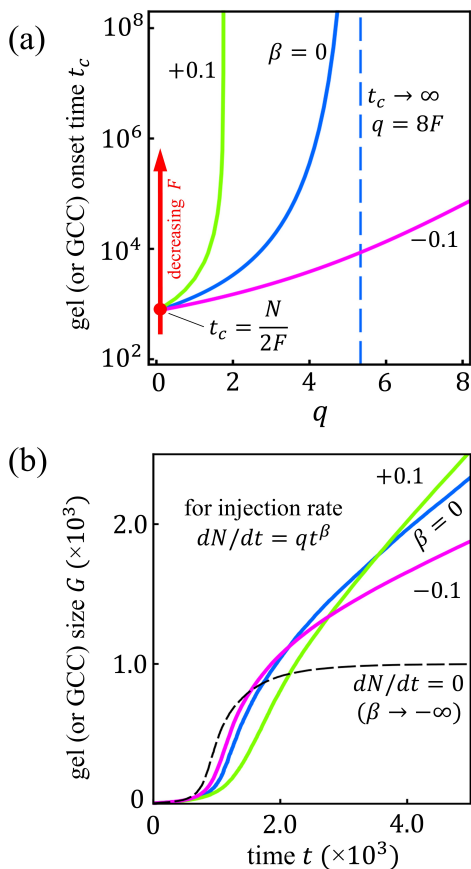 (a)
gel (or GCC) onset time t_c
10^8
10^6
10^4
10^2
+0.1
β = 0
t_c → ∞
q = 8F
−0.1
decreasing F
t_c = N/2F
0
2
4
6
8
q
(b)
gel (or GCC) size G (×10^3)
2.0
1.0
0
for injection rate
dN/dt = qt^β
+0.1
β = 0
−0.1
dN/dt = 0
(β → −∞)
0
2.0
4.0
time t (×10^3)